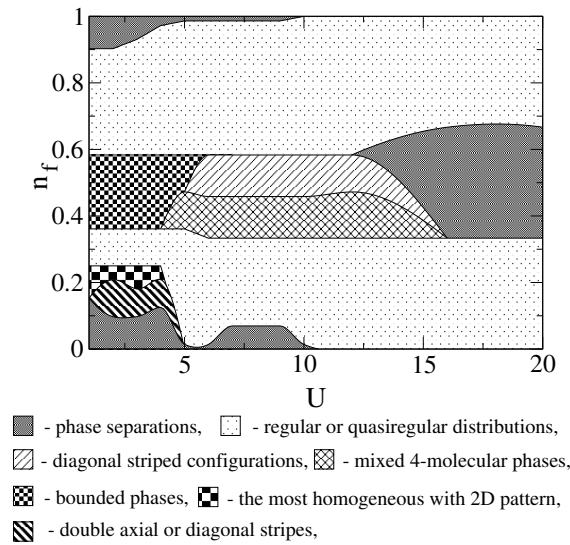 1
0.8
0.6
0.4
0.2
0
n_f
5
10
15
20
U
- phase separations, - regular or quasiregular distributions,
- diagonal striped configurations, - mixed 4-molecular phases,
- bounded phases, - the most homogeneous with 2D pattern,
- double axial or diagonal stripes,